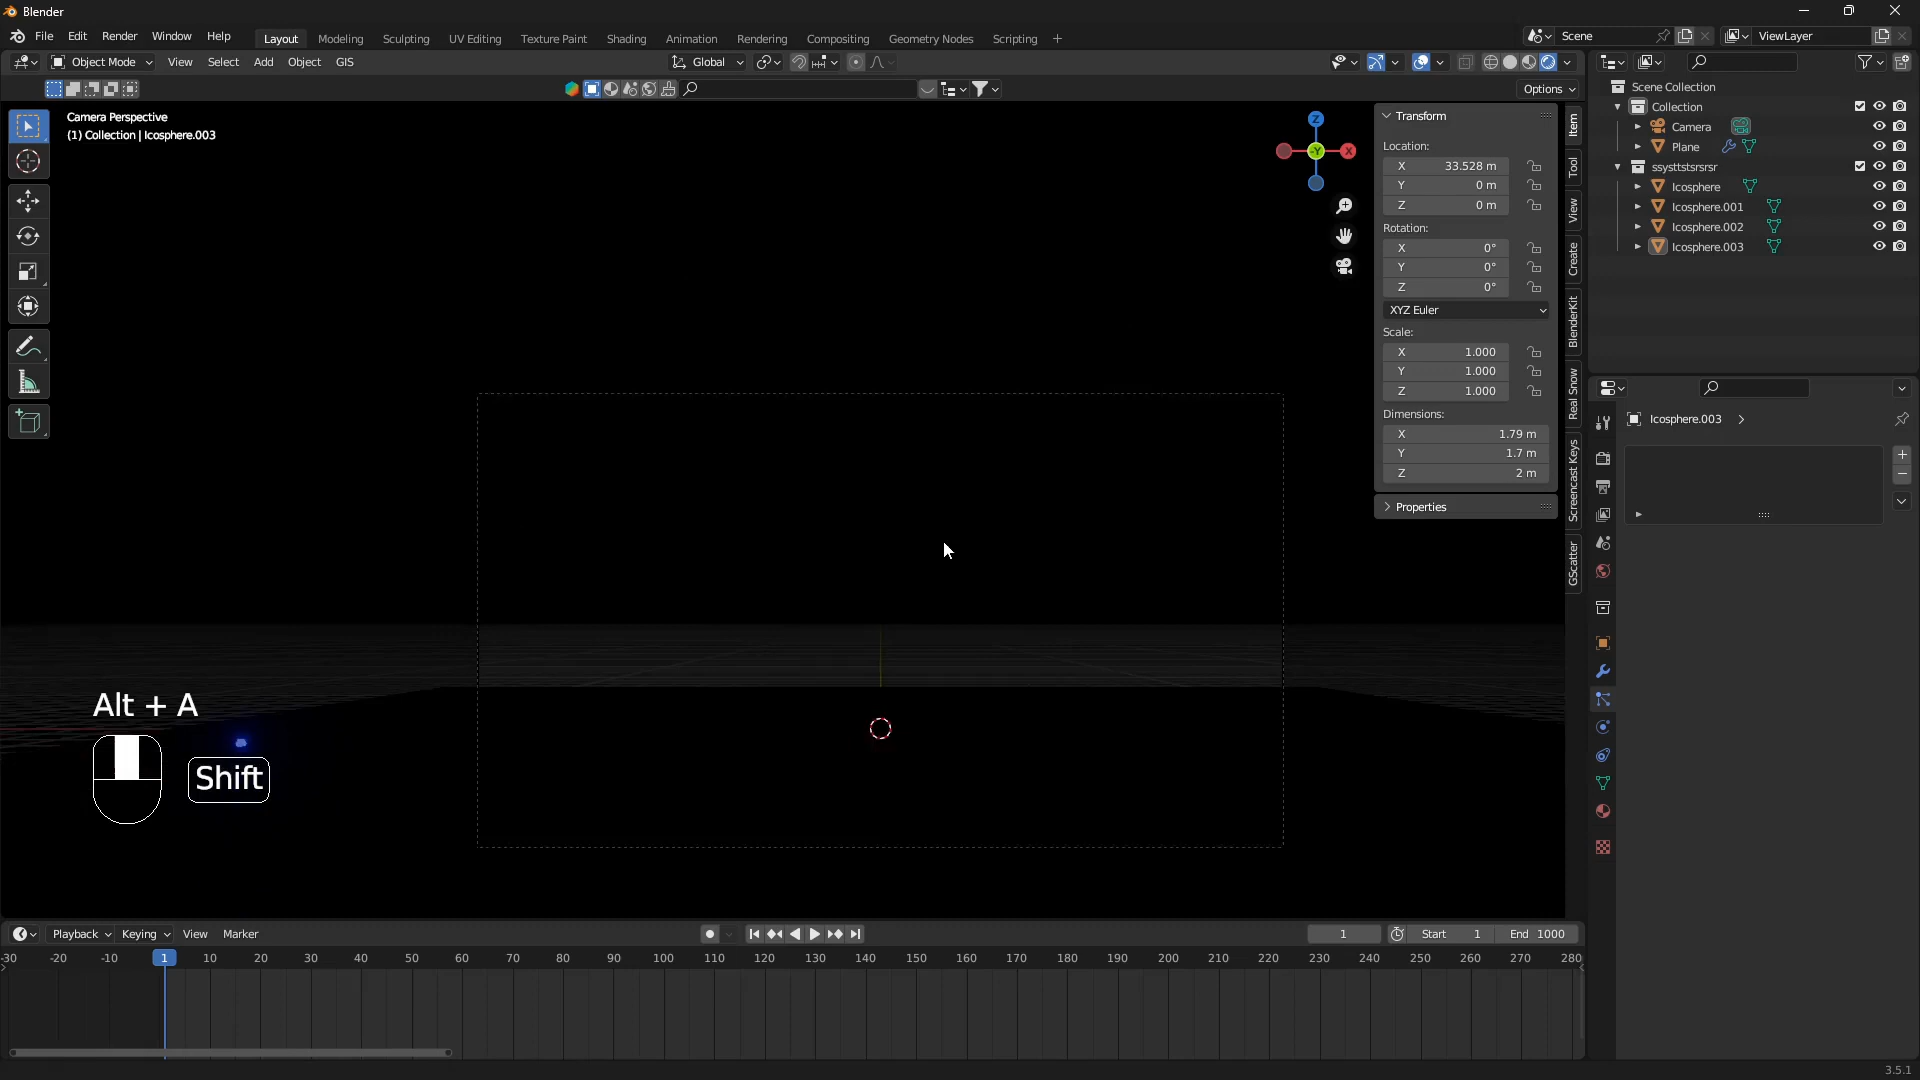 Blender
File Edit Render Window Help
Layout Modeling Sculpting UV Editing Texture Paint Shading Animation Rendering Compositing Geometry Nodes Scripting +
Scene
ViewLayer
Object Mode View Select Add Object GIS
Global
Options
Camera Perspective
(1) Collection | Icosphere.003
Z
-Y
X
Transform
Location:
X 33.528 m
Y 0 m
Z 0 m
Rotation:
X 0°
Y 0°
Z 0°
XYZ Euler
Scale:
X 1.000
Y 1.000
Z 1.000
Dimensions:
X 1.79 m
Y 1.7 m
Z 2 m
Properties
Item
Tool
View
Create
BlenderKit
Real Snow
Screencast Keys
GScatter
Scene Collection
Collection
Camera
Plane
ssysttstsrsrsr
Icosphere
Icosphere.001
Icosphere.002
Icosphere.003
Icosphere.003
Alt + A
Shift
Playback Keying View Marker
1
Start 1
End 1000
-30 -20 -10 1 10 20 30 40 50 60 70 80 90 100 110 120 130 140 150 160 170 180 190 200 210 220 230 240 250 260 270 280
3.5.1